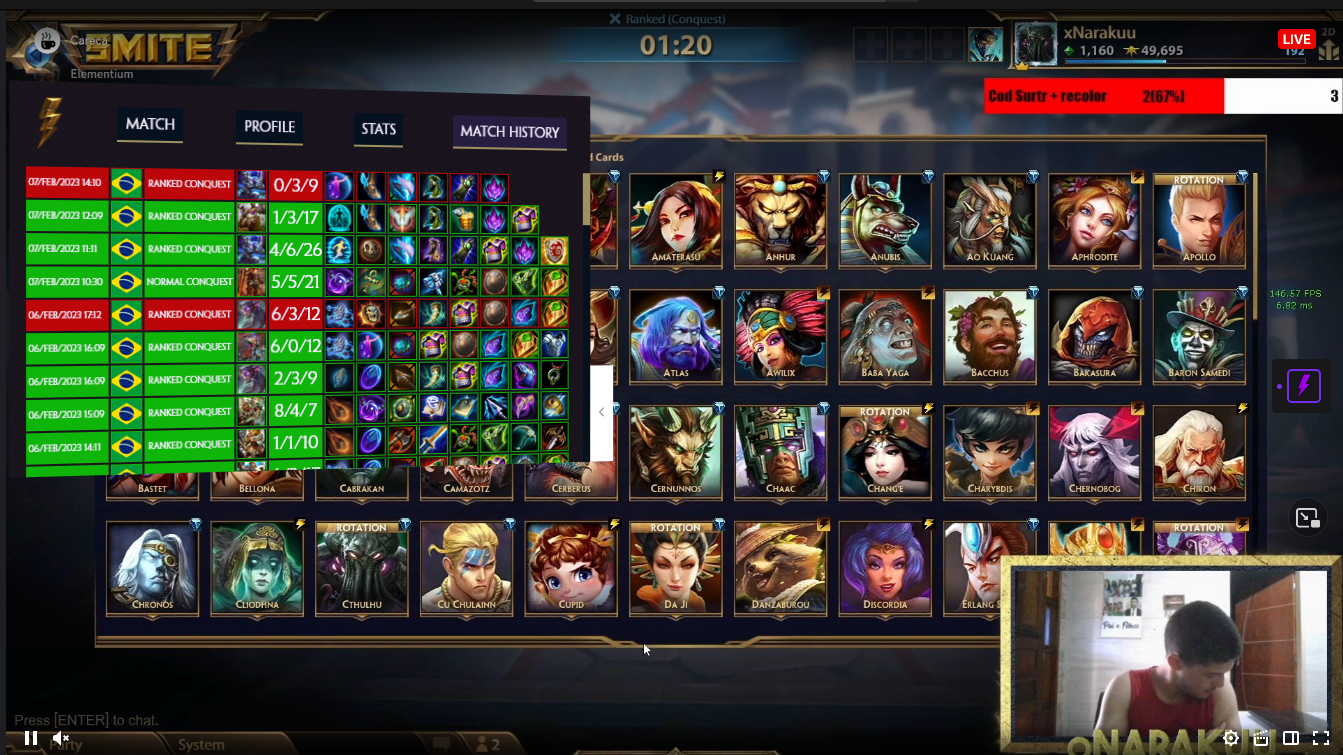 Ranked (Conquest)
01:20
SMITE
Careca
Elementium
xNarakuu
1,160
49,695
192
LIVE
2D
Cod Surtr + recolor 2(67%) 3
MATCH
PROFILE
STATS
MATCH HISTORY
07/FEB/2023 14:10 RANKED CONQUEST 0/3/9
07/FEB/2023 12:09 RANKED CONQUEST 1/3/17
07/FEB/2023 11:11 RANKED CONQUEST 4/6/26
07/FEB/2023 10:30 NORMAL CONQUEST 5/5/21
06/FEB/2023 17:12 RANKED CONQUEST 6/3/12
06/FEB/2023 16:09 RANKED CONQUEST 6/0/12
06/FEB/2023 16:09 RANKED CONQUEST 2/3/9
06/FEB/2023 15:09 RANKED CONQUEST 8/4/7
06/FEB/2023 14:11 RANKED CONQUEST 1/1/10
Cards
ROTATION
AMATERASU
ANHUR
ANUBIS
AO KUANG
APHRODITE
APOLLO
146.57 FPS
6.82 ms
ATLAS
AWILIX
BABA YAGA
BACCHUS
BAKASURA
BARON SAMEDI
ROTATION
BASTET
BELLONA
CABRAKAN
CAMAZOTZ
CERBERUS
CERNUNNOS
CHAAC
CHANG'E
CHARYBDIS
CHERNOBOG
CHIRON
ROTATION
ROTATION
ROTATION
CHRONOS
CLIODHNA
CTHULHU
CU CHULAINN
CUPID
DA JI
DANZABUROU
DISCORDIA
ERLANG
Pai e Filhos
Press [ENTER] to chat.
Party
System
2